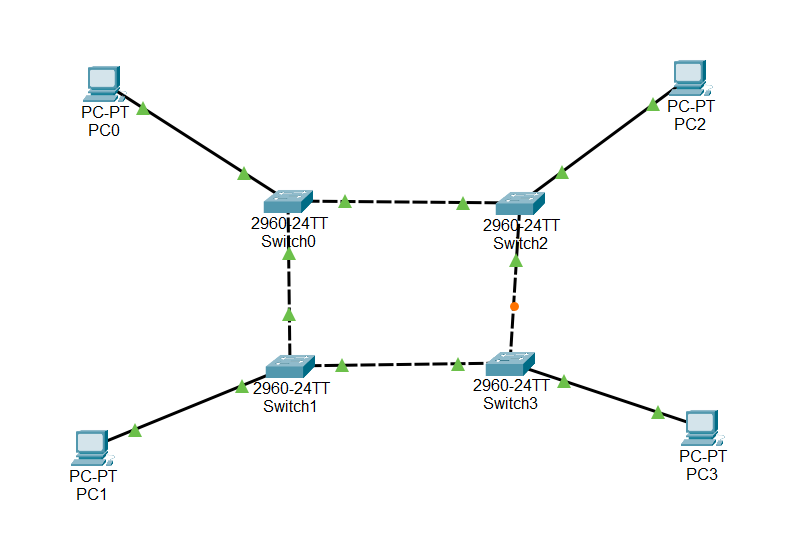 PC-PT
PC0
PC-PT
PC2
2960-24TT
Switch0
2960-24TT
Switch2
2960-24TT
Switch1
2960-24TT
Switch3
PC-PT
PC1
PC-PT
PC3